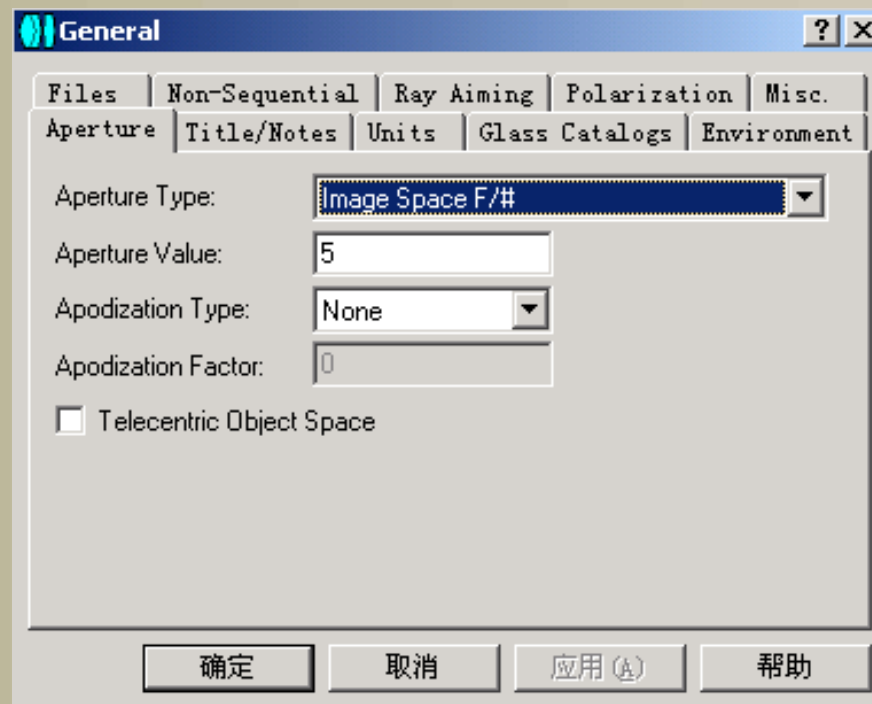 General
Files Non-Sequential Ray Aiming Polarization Misc.
Aperture Title/Notes Units Glass Catalogs Environment
Aperture Type: Image Space F/#
Aperture Value: 5
Apodization Type: None
Apodization Factor: 0
Telecentric Object Space
确定 取消 应用(A) 帮助